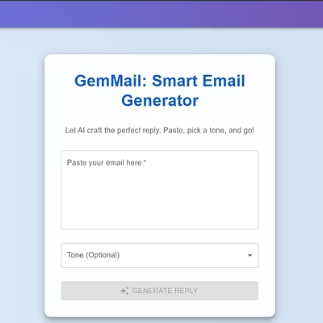 GemMail: Smart Email
Generator
Let AI craft the perfect reply. Paste, pick a tone, and go!
Paste your email here *
Tone (Optional)
GENERATE REPLY